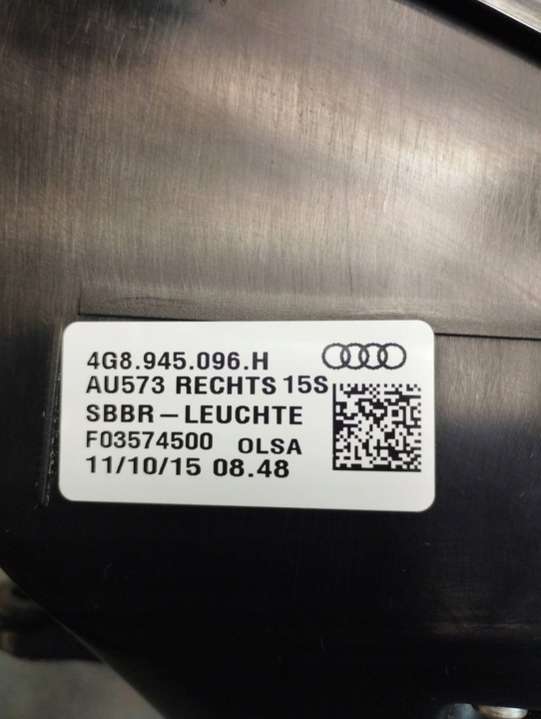 4G8.945.096.H
AU573 RECHTS 15S
SBBR-LEUCHTE
F03574500 OLSA
11/10/15 08.48